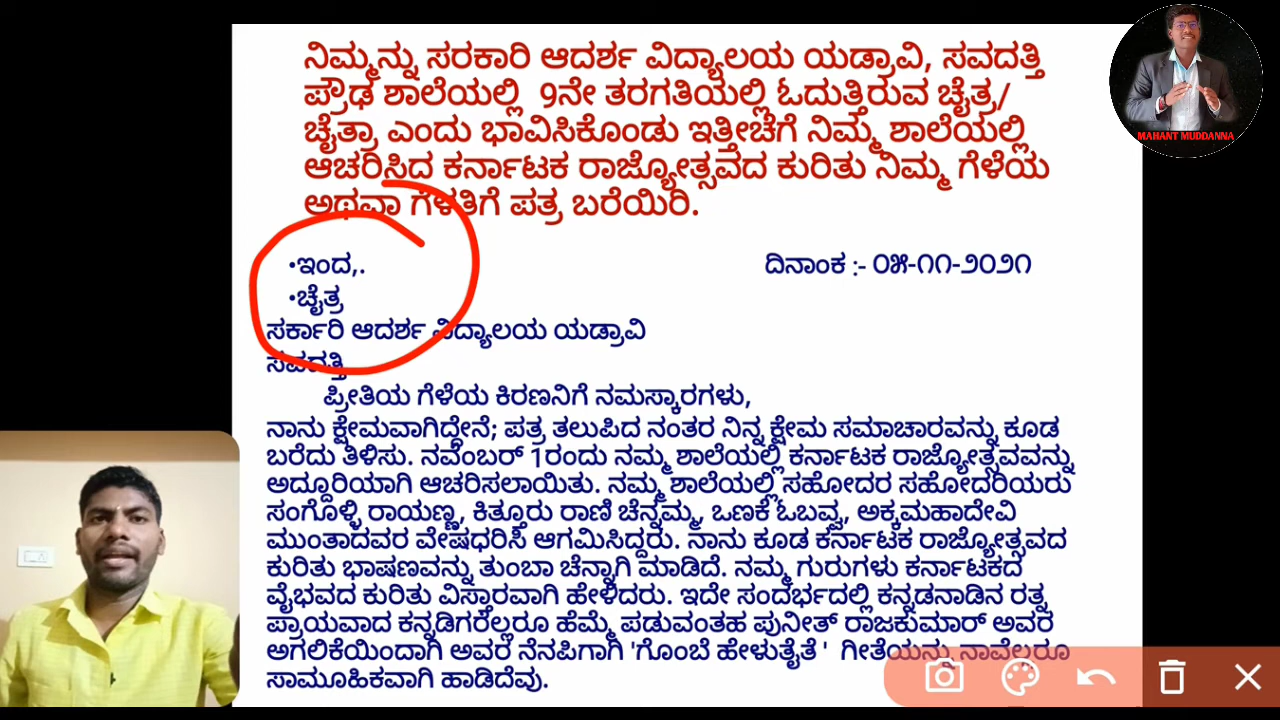 ನಿಮ್ಮನ್ನು ಸರಕಾರಿ ಆದರ್ಶ ವಿದ್ಯಾಲಯ ಯಡ್ರಾವಿ, ಸವದತ್ತಿ
ಪ್ರೌಢ ಶಾಲೆಯಲ್ಲಿ 9ನೇ ತರಗತಿಯಲ್ಲಿ ಓದುತ್ತಿರುವ ಚೈತ್ರ/
ಚೈತ್ರಾ ಎಂದು ಭಾವಿಸಿಕೊಂಡು ಇತ್ತೀಚೆಗೆ ನಿಮ್ಮ ಶಾಲೆಯಲ್ಲಿ
ಆಚರಿಸಿದ ಕರ್ನಾಟಕ ರಾಜ್ಯೋತ್ಸವದ ಕುರಿತು ನಿಮ್ಮ ಗೆಳೆಯ
ಅಥವಾ ಗೆಳತಿಗೆ ಪತ್ರ ಬರೆಯಿರಿ.
MAHANT MUDDANNA
•ಇಂದ,.
ದಿನಾಂಕ :- ೦೫-೧೧-೨೦೨೧
•ಚೈತ್ರ
ಸರ್ಕಾರಿ ಆದರ್ಶ ವಿದ್ಯಾಲಯ ಯಡ್ರಾವಿ
ಸವದತ್ತಿ
ಪ್ರೀತಿಯ ಗೆಳೆಯ ಕಿರಣನಿಗೆ ನಮಸ್ಕಾರಗಳು,
ನಾನು ಕ್ಷೇಮವಾಗಿದ್ದೇನೆ; ಪತ್ರ ತಲುಪಿದ ನಂತರ ನಿನ್ನ ಕ್ಷೇಮ ಸಮಾಚಾರವನ್ನು ಕೂಡ
ಬರೆದು ತಿಳಿಸು. ನವೆಂಬರ್ 1ರಂದು ನಮ್ಮ ಶಾಲೆಯಲ್ಲಿ ಕರ್ನಾಟಕ ರಾಜ್ಯೋತ್ಸವವನ್ನು
ಅದ್ದೂರಿಯಾಗಿ ಆಚರಿಸಲಾಯಿತು. ನಮ್ಮ ಶಾಲೆಯಲ್ಲಿ ಸಹೋದರ ಸಹೋದರಿಯರು
ಸಂಗೊಳ್ಳಿ ರಾಯಣ್ಣ, ಕಿತ್ತೂರು ರಾಣಿ ಚೆನ್ನಮ್ಮ, ಒಣಕೆ ಓಬವ್ವ, ಅಕ್ಕಮಹಾದೇವಿ
ಮುಂತಾದವರ ವೇಷಧರಿಸಿ ಆಗಮಿಸಿದ್ದರು. ನಾನು ಕೂಡ ಕರ್ನಾಟಕ ರಾಜ್ಯೋತ್ಸವದ
ಕುರಿತು ಭಾಷಣವನ್ನು ತುಂಬಾ ಚೆನ್ನಾಗಿ ಮಾಡಿದೆ. ನಮ್ಮ ಗುರುಗಳು ಕರ್ನಾಟಕದ
ವೈಭವದ ಕುರಿತು ವಿಸ್ತಾರವಾಗಿ ಹೇಳಿದರು. ಇದೇ ಸಂದರ್ಭದಲ್ಲಿ ಕನ್ನಡನಾಡಿನ ರತ್ನ
ಪ್ರಾಯವಾದ ಕನ್ನಡಿಗರೆಲ್ಲರೂ ಹೆಮ್ಮೆ ಪಡುವಂತಹ ಪುನೀತ್ ರಾಜಕುಮಾರ್ ಅವರ
ಅಗಲಿಕೆಯಿಂದಾಗಿ ಅವರ ನೆನಪಿಗಾಗಿ 'ಗೊಂಬೆ ಹೇಳುತೈತೆ ' ಗೀತೆಯನ್ನು ನಾವೆಲ್ಲರೂ
ಸಾಮೂಹಿಕವಾಗಿ ಹಾಡಿದೆವು.